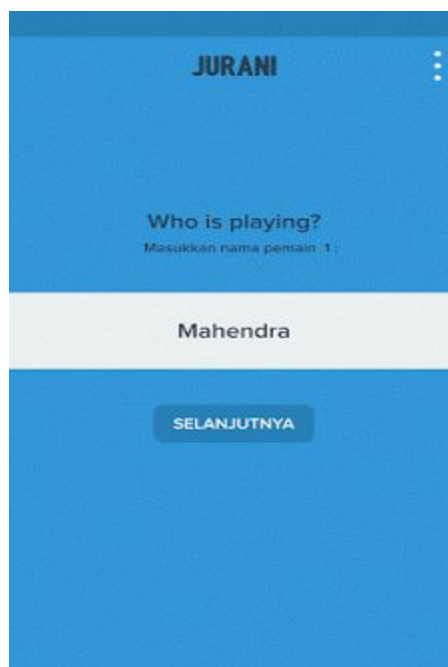 JURANI
Who is playing?
Masukkan nama pemain 1 :
Mahendra
SELANJUTNYA